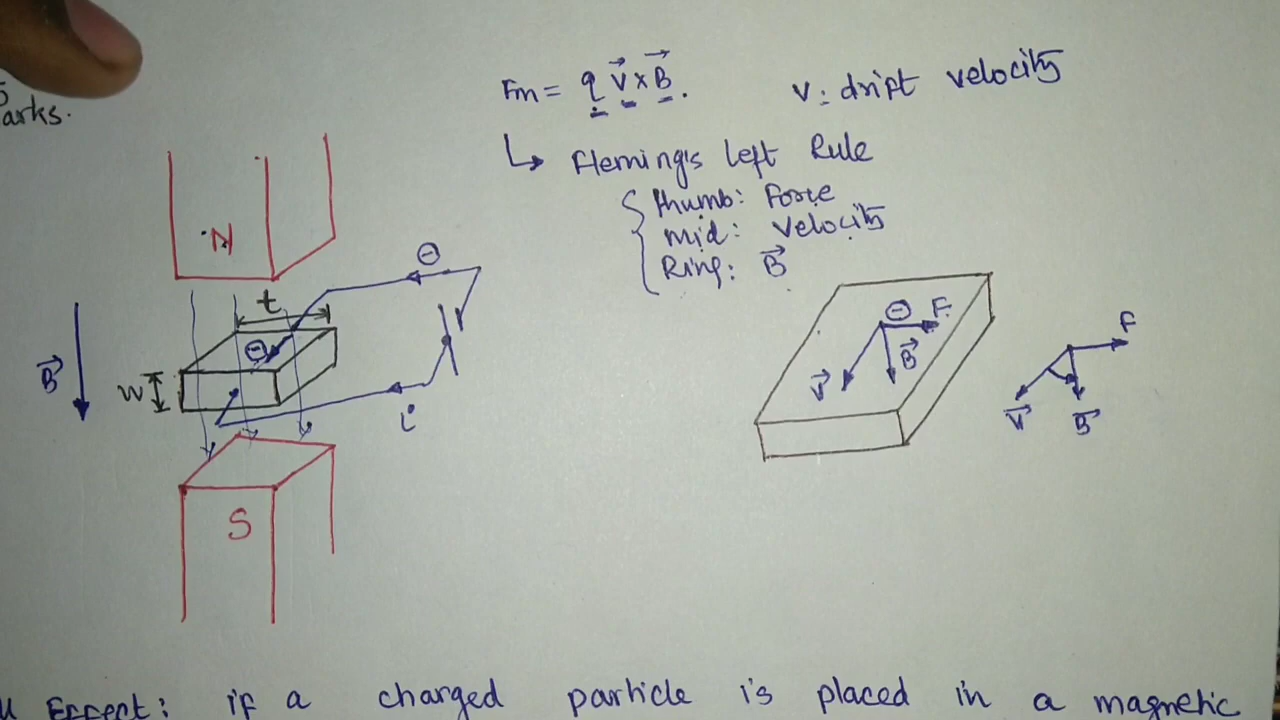 arks.
Fm = q v⃗ x B⃗. V: drift velocity
↳ Fleming's left Rule
thumb: Force
mid: velocity
Ring: B⃗
N
⊖
t
⊖
B⃗
W
i
S
⊖ F
V⃗ B⃗
F
V⃗ B⃗
Effect: if a charged particle is placed in a magnetic